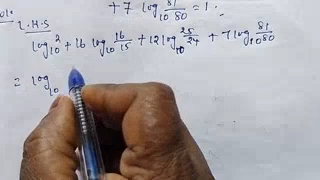 + 7 log₁₀ 81/80 = 1.
L.H.S
log₁₀ 2 + 16 log₁₀ 16/15 + 12 log₁₀ 25/24 + 7 log₁₀ 81/80
= log₁₀